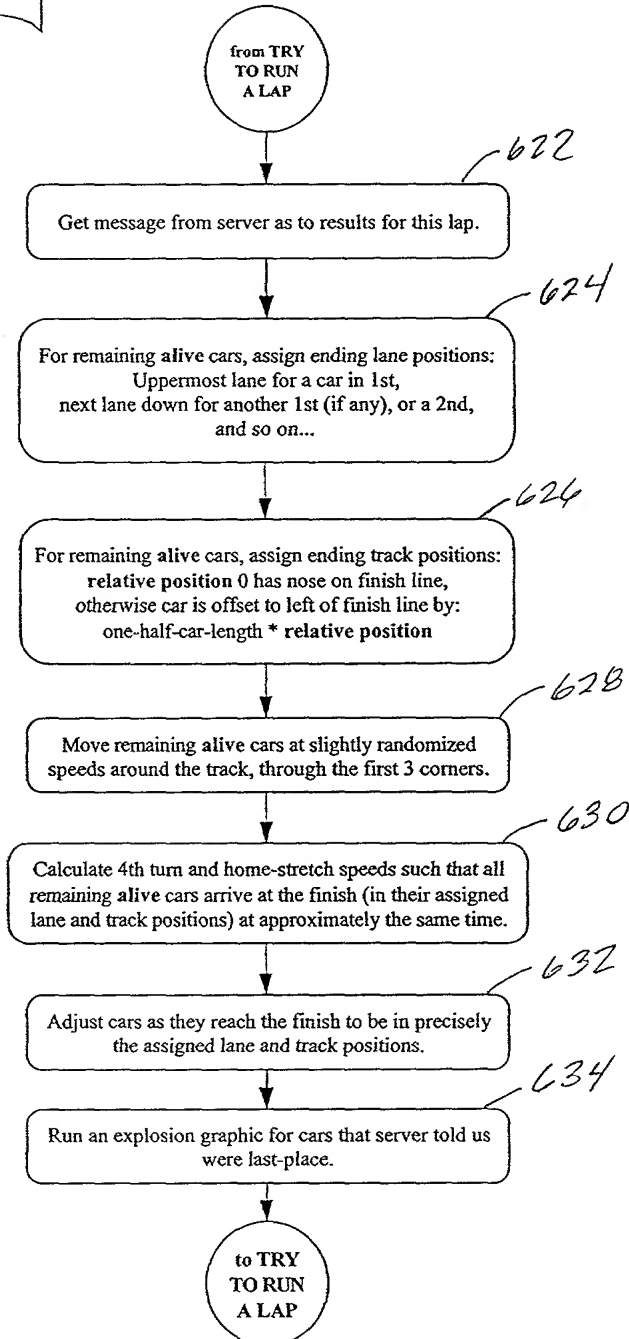 from TRY
TO RUN
A LAP
622
Get message from server as to results for this lap.
624
For remaining alive cars, assign ending lane positions:
Uppermost lane for a car in 1st,
next lane down for another 1st (if any), or a 2nd,
and so on...
626
For remaining alive cars, assign ending track positions:
relative position 0 has nose on finish line,
otherwise car is offset to left of finish line by:
one-half-car-length * relative position
628
Move remaining alive cars at slightly randomized
speeds around the track, through the first 3 corners.
630
Calculate 4th turn and home-stretch speeds such that all
remaining alive cars arrive at the finish (in their assigned
lane and track positions) at approximately the same time.
632
Adjust cars as they reach the finish to be in precisely
the assigned lane and track positions.
634
Run an explosion graphic for cars that server told us
were last-place.
to TRY
TO RUN
A LAP